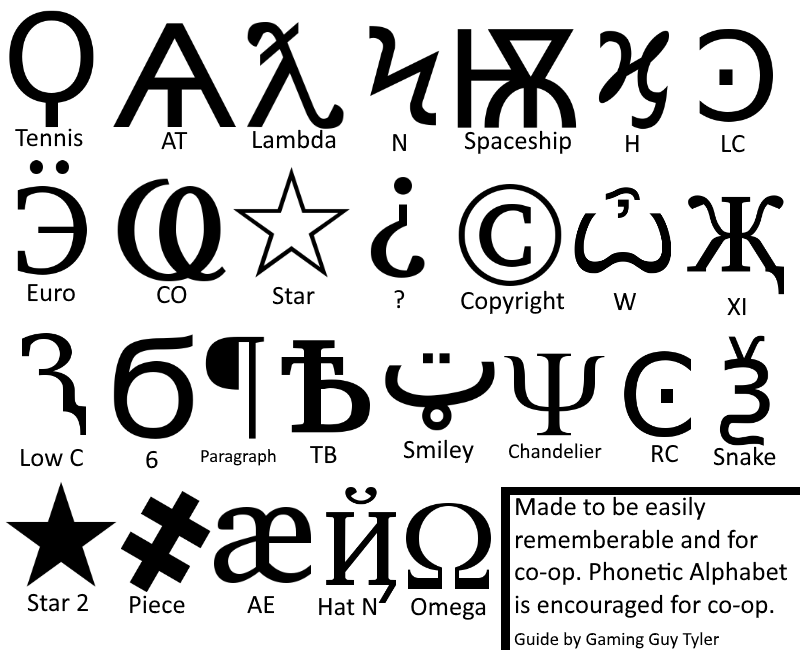 Ϙ Ѧ ƛ Ϟ Ѭ ϗ Ͽ
Tennis AT Lambda N Spaceship H LC
Ӭ Ҩ ☆ ¿ © Ѽ Җ
Euro CO Star ? Copyright W XI
Ҙ б ¶ Ѣ ټ Ψ Ͼ Ѯ
Low C 6 Paragraph TB Smiley Chandelier RC Snake
★ ҂ æ Ҋ Ω
Star 2 Piece AE Hat N Omega
Made to be easily
rememberable and for
co-op. Phonetic Alphabet
is encouraged for co-op.
Guide by Gaming Guy Tyler